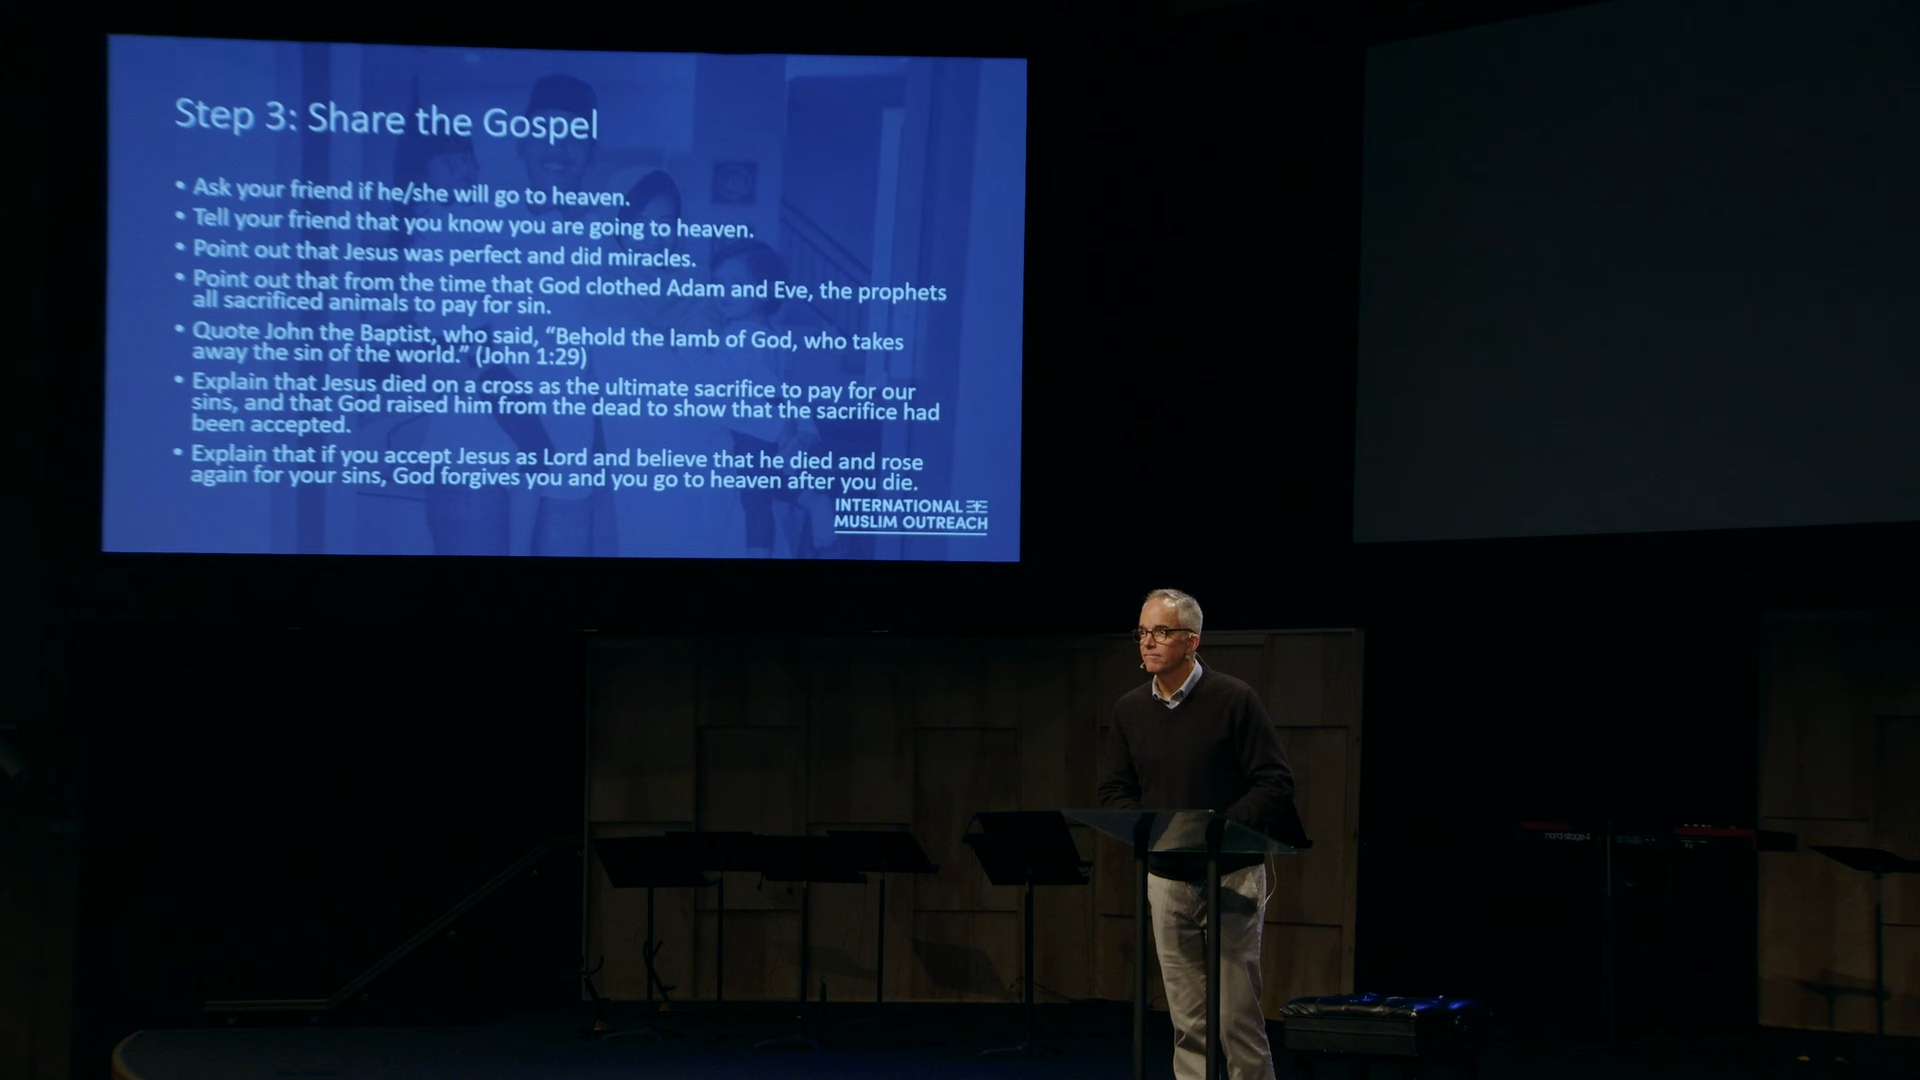 Step 3: Share the Gospel
• Ask your friend if he/she will go to heaven.
• Tell your friend that you know you are going to heaven.
• Point out that Jesus was perfect and did miracles.
• Point out that from the time that God clothed Adam and Eve, the prophets
all sacrificed animals to pay for sin.
• Quote John the Baptist, who said, “Behold the lamb of God, who takes
away the sin of the world.” (John 1:29)
• Explain that Jesus died on a cross as the ultimate sacrifice to pay for our
sins, and that God raised him from the dead to show that the sacrifice had
been accepted.
• Explain that if you accept Jesus as Lord and believe that he died and rose
again for your sins, God forgives you and you go to heaven after you die.
INTERNATIONAL
MUSLIM OUTREACH
nord stage 4